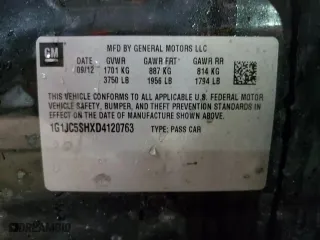 GM
MFD BY GENERAL MOTORS LLC
DATE GVWR GAWR FRT GAWR RR
09/12 1701 KG 887 KG 814 KG
3750 LB 1956 LB 1794 LB
THIS VEHICLE CONFORMS TO ALL APPLICABLE U.S. FEDERAL MOTOR
VEHICLE SAFETY, BUMPER, AND THEFT PREVENTION STANDARDS IN
EFFECT ON THE DATE OF MANUFACTURE SHOWN ABOVE.
1G1JC5SHXD4120763 TYPE: PASS CAR